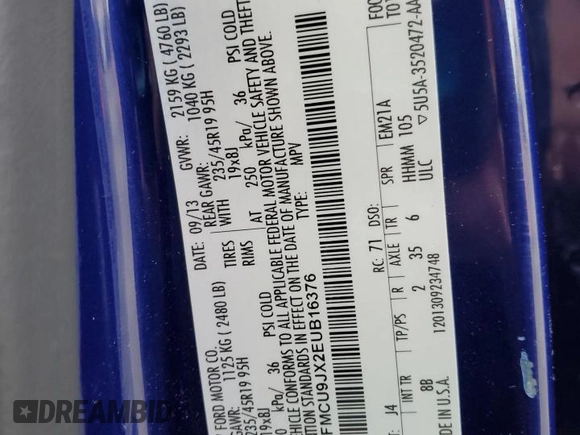 FORD MOTOR CO. DATE: 09/13 GVWR: 2159 KG ( 4760 LB)
GAWR: 1125 KG ( 2480 LB) REAR GAWR: 1040 KG ( 2293 LB)
235/45R19 95H TIRES WITH 235/45R19 95H
19x8J RIMS 19x8J
kPa/ 36 PSI COLD AT 250 kPa/ 36 PSI COLD
VEHICLE CONFORMS TO ALL APPLICABLE FEDERAL MOTOR VEHICLE SAFETY AND THEFT
STANDARDS IN EFFECT ON THE DATE OF MANUFACTURE SHOWN ABOVE.
FMCU9JX2EUB16376 TYPE: MPV
RC: 71 DSO: FOC
J4 INT TR TP/PS R AXLE TR SPR EM21A
8B 2 35 6 HHMM 105
ULC
IN U.S.A. 1201309234748 ▽5U5A-3520472-AA
DREAMBID